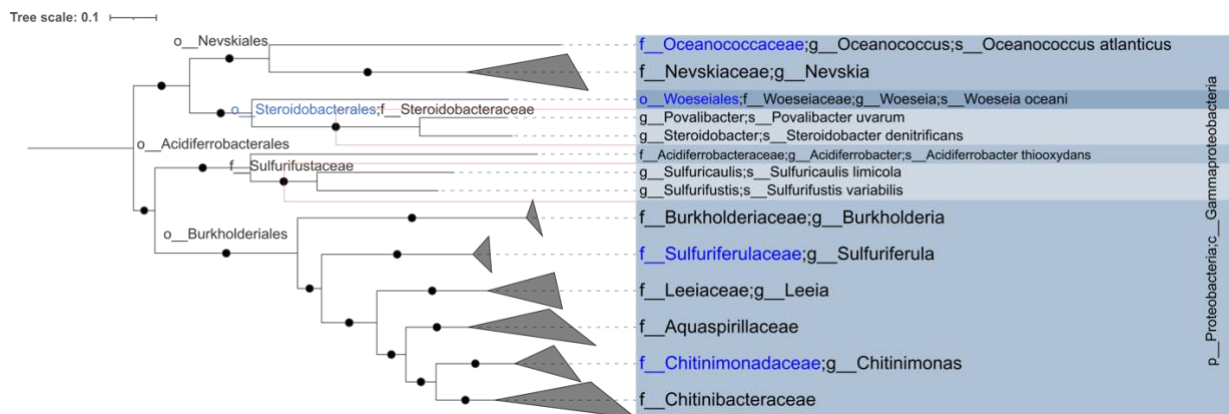 Tree scale: 0.1
o__Nevskiales
f__Oceanococcaceae;g__Oceanococcus;s__Oceanococcus atlanticus
f__Nevskiaceae;g__Nevskia
o__Woeseiales;f__Woeseiaceae;g__Woeseia;s__Woeseia oceani
o__Steroidobacterales;f__Steroidobacteraceae
g__Povalibacter;s__Povalibacter uvarum
g__Steroidobacter;s__Steroidobacter denitrificans
o__Acidiferrobacterales
f__Acidiferrobacteraceae;g__Acidiferrobacter;s__Acidiferrobacter thiooxydans
f__Sulfurifustaceae
g__Sulfuricaulis;s__Sulfuricaulis limicola
g__Sulfurifustis;s__Sulfurifustis variabilis
f__Burkholderiaceae;g__Burkholderia
o__Burkholderiales
f__Sulfuriferulaceae;g__Sulfuriferula
f__Leeiaceae;g__Leeia
f__Aquaspirillaceae
f__Chitinimonadaceae;g__Chitinimonas
f__Chitinibacteraceae
p__Proteobacteria;c__Gammaproteobacteria